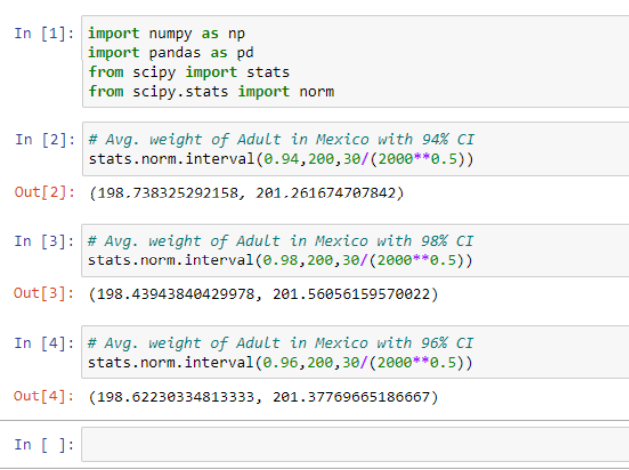 In [1]: import numpy as np
import pandas as pd
from scipy import stats
from scipy.stats import norm
In [2]: # Avg. weight of Adult in Mexico with 94% CI
stats.norm.interval(0.94,200,30/(2000**0.5))
Out[2]: (198.738325292158, 201.261674707842)
In [3]: # Avg. weight of Adult in Mexico with 98% CI
stats.norm.interval(0.98,200,30/(2000**0.5))
Out[3]: (198.43943840429978, 201.56056159570022)
In [4]: # Avg. weight of Adult in Mexico with 96% CI
stats.norm.interval(0.96,200,30/(2000**0.5))
Out[4]: (198.62230334813333, 201.37769665186667)
In [ ]: